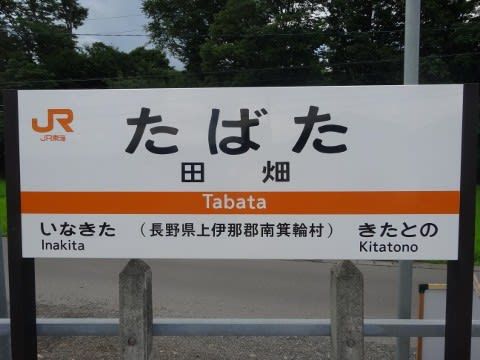 JR
JR東海
たばた
田畑
Tabata
いなきた
Inakita
（長野県上伊那郡南箕輪村）
きたとの
Kitatono